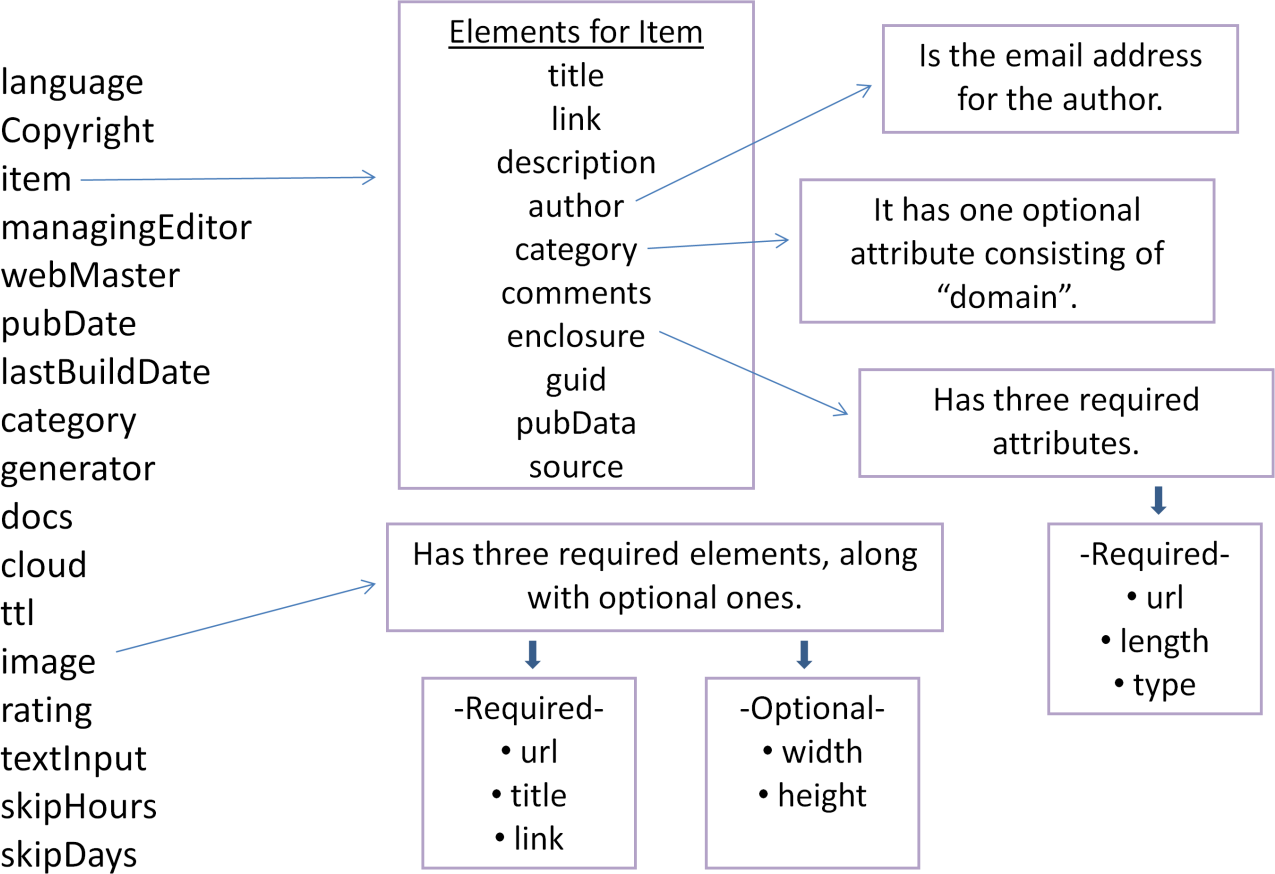 language
Copyright
item
managingEditor
webMaster
pubDate
lastBuildDate
category
generator
docs
cloud
ttl
image
rating
textInput
skipHours
skipDays
Elements for Item
title
link
description
author
category
comments
enclosure
guid
pubData
source
Is the email address
for the author.
It has one optional
attribute consisting of
“domain”.
Has three required
attributes.
-Required-
• url
• length
• type
Has three required elements, along
with optional ones.
-Required-
• url
• title
• link
-Optional-
• width
• height